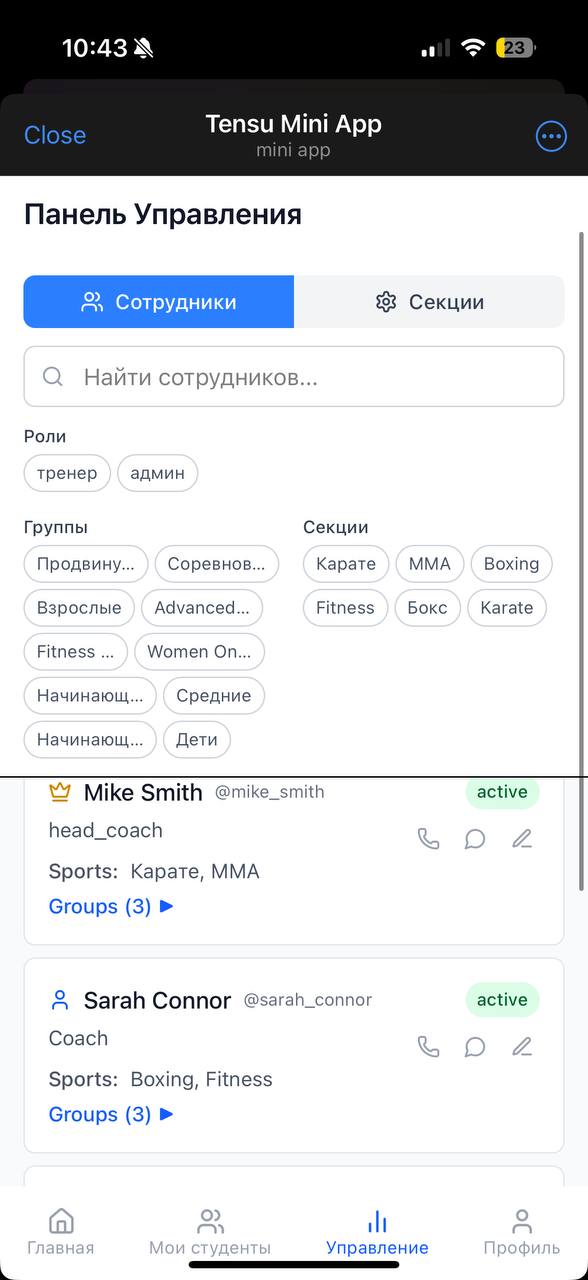 10:43
23
Close
Tensu Mini App
mini app
Панель Управления
Сотрудники
Секции
Найти сотрудников...
Роли
тренер
админ
Группы
Секции
Продвину...
Соревнов...
Карате
MMA
Boxing
Взрослые
Advanced...
Fitness
Бокс
Karate
Fitness ...
Women On...
Начинающ...
Средние
Начинающ...
Дети
Mike Smith @mike_smith
active
head_coach
Sports: Карате, MMA
Groups (3) ▶
Sarah Connor @sarah_connor
active
Coach
Sports: Boxing, Fitness
Groups (3) ▶
Главная
Мои студенты
Управление
Профиль